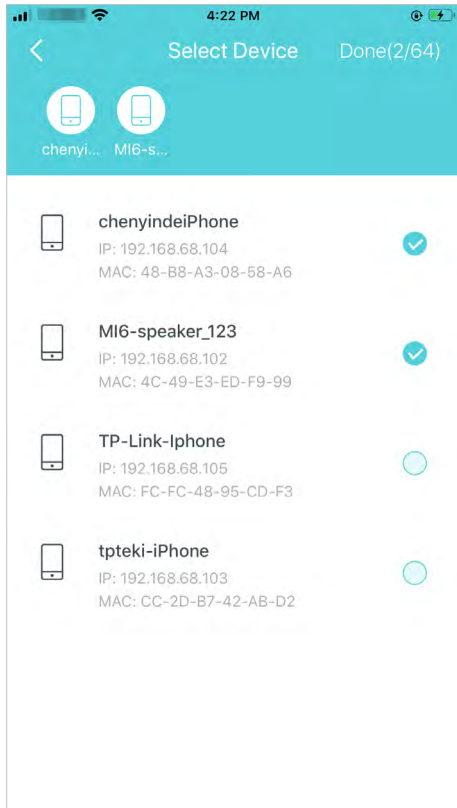 4:22 PM
Select Device Done(2/64)
chenyi... MI6-s...
chenyindeiPhone
IP: 192.168.68.104
MAC: 48-B8-A3-08-58-A6
MI6-speaker_123
IP: 192.168.68.102
MAC: 4C-49-E3-ED-F9-99
TP-Link-Iphone
IP: 192.168.68.105
MAC: FC-FC-48-95-CD-F3
tpteki-iPhone
IP: 192.168.68.103
MAC: CC-2D-B7-42-AB-D2